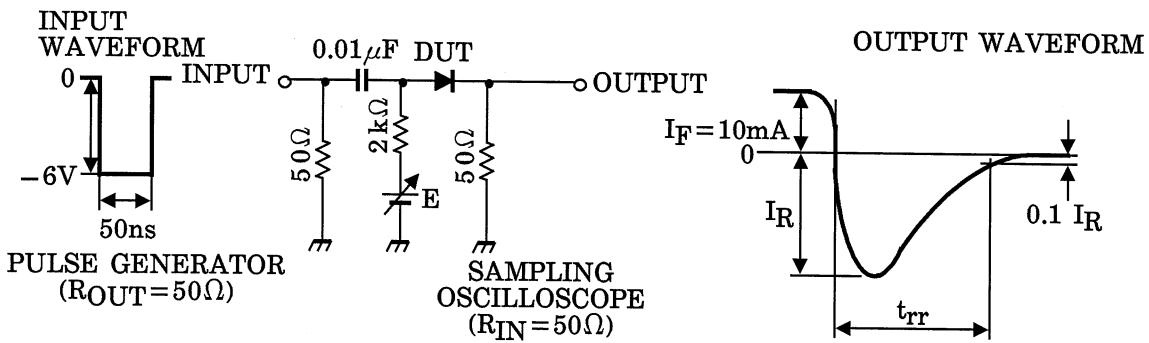 INPUT
WAVEFORM
0
−6V
50ns
PULSE GENERATOR
(ROUT=50Ω)
INPUT
0.01μF
DUT
OUTPUT
50Ω
2kΩ
E
50Ω
SAMPLING
OSCILLOSCOPE
(RIN=50Ω)
OUTPUT WAVEFORM
IF=10mA
0
IR
0.1 IR
trr